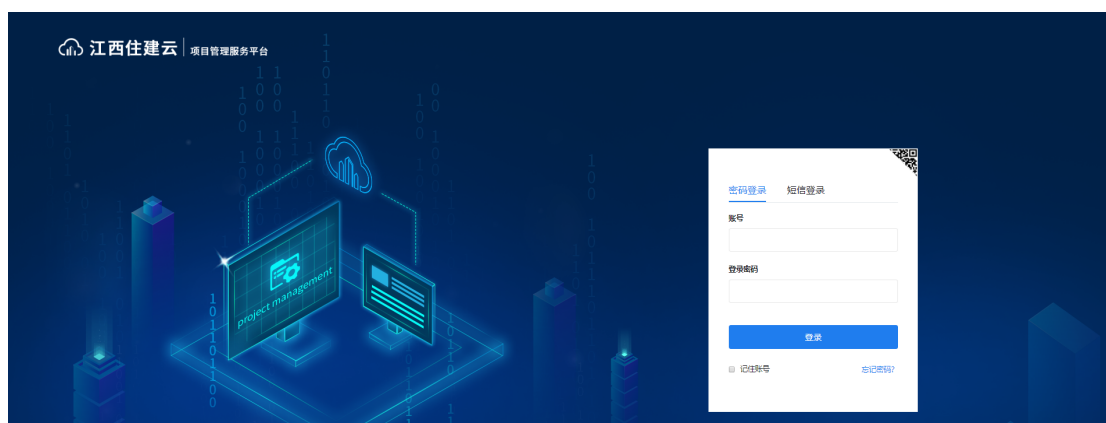 江西住建云 项目管理服务平台
密码登录 短信登录
账号
登录密码
登录
记住账号 忘记密码?
project management
10110
1011011100